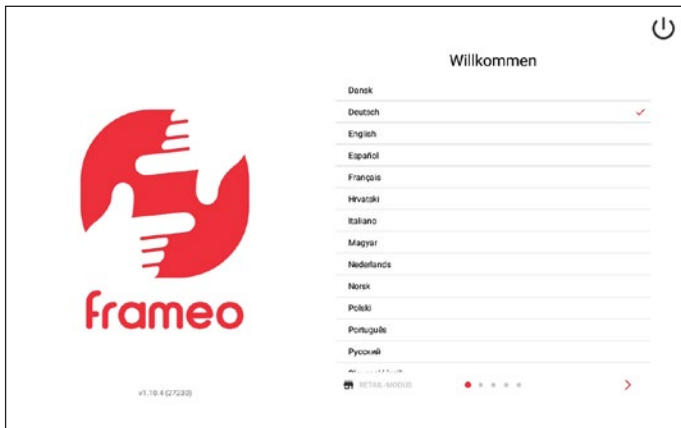 Willkommen
Dansk
Deutsch
English
Español
Français
Hrvatski
Italiano
Magyar
Nederlands
Norsk
Polski
Português
Русский
RETAIL-MODUS
frameo
v1.10.4 (27230)